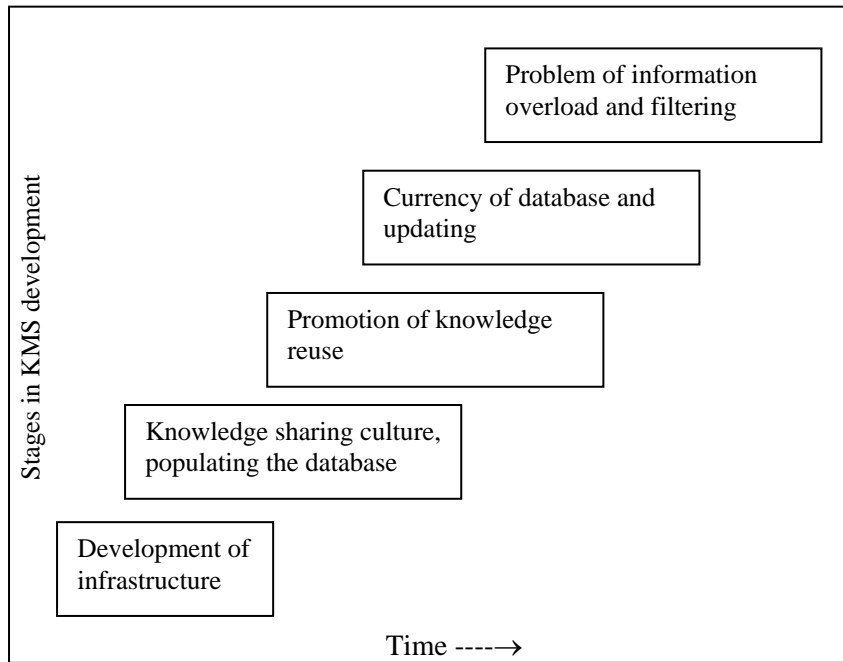 Problem of information
overload and filtering
Currency of database and
updating
Promotion of knowledge
reuse
Knowledge sharing culture,
populating the database
Development of
infrastructure
Stages in KMS development
Time ----→